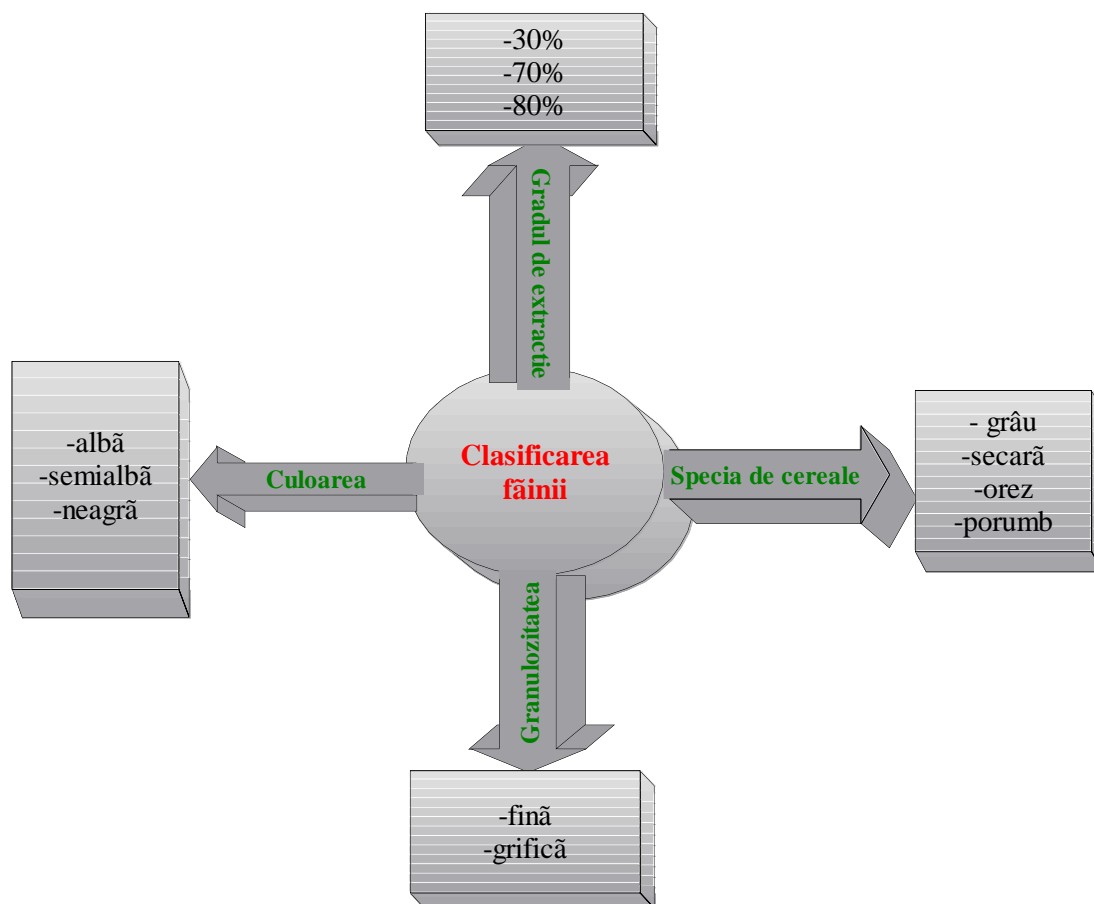 -30%
-70%
-80%
Gradul de extractie
-albã
-semialbã
-neagrã
Culoarea
Clasificarea
fãinii
Specia de cereale
- grâu
-secarã
-orez
-porumb
Granulozitatea
-finã
-grificã